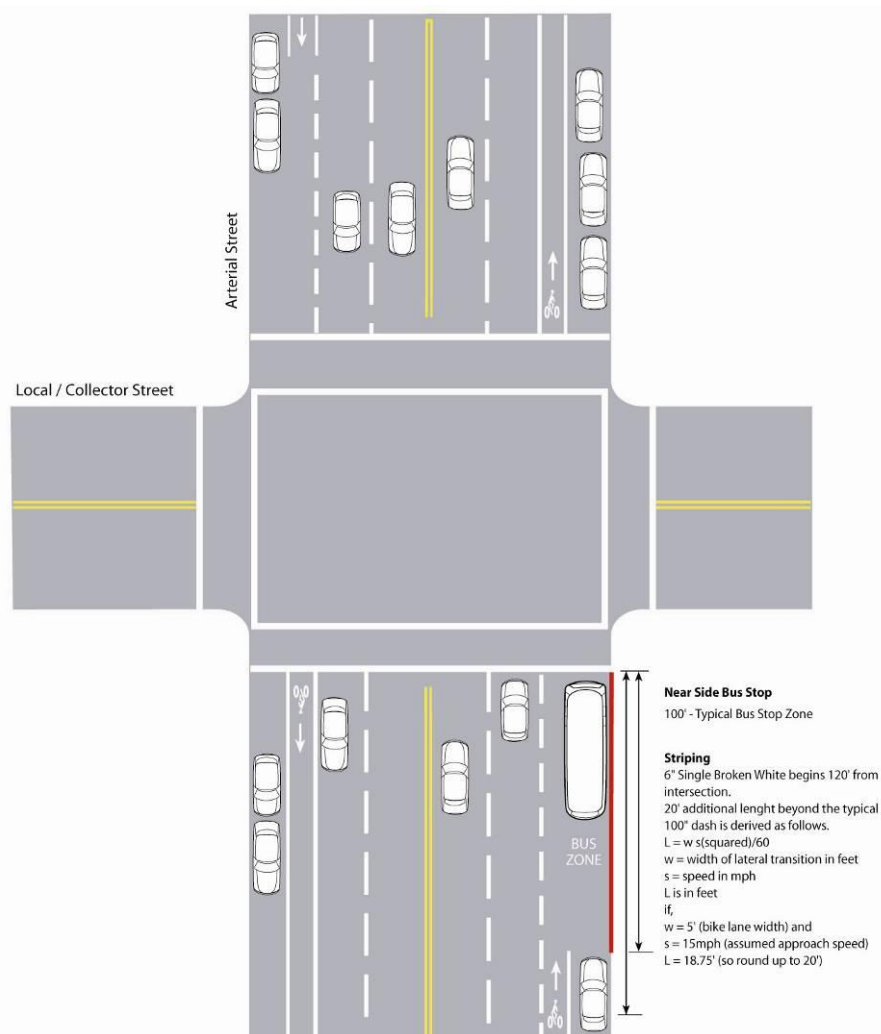 Arterial Street
Local / Collector Street
Near Side Bus Stop
100' - Typical Bus Stop Zone
Striping
6" Single Broken White begins 120' from
intersection.
20' additional lenght beyond the typical
100" dash is derived as follows.
L = w s(squared)/60
w = width of lateral transition in feet
s = speed in mph
L is in feet
if,
w = 5' (bike lane width) and
s = 15mph (assumed approach speed)
L = 18.75' (so round up to 20')
BUS
ZONE